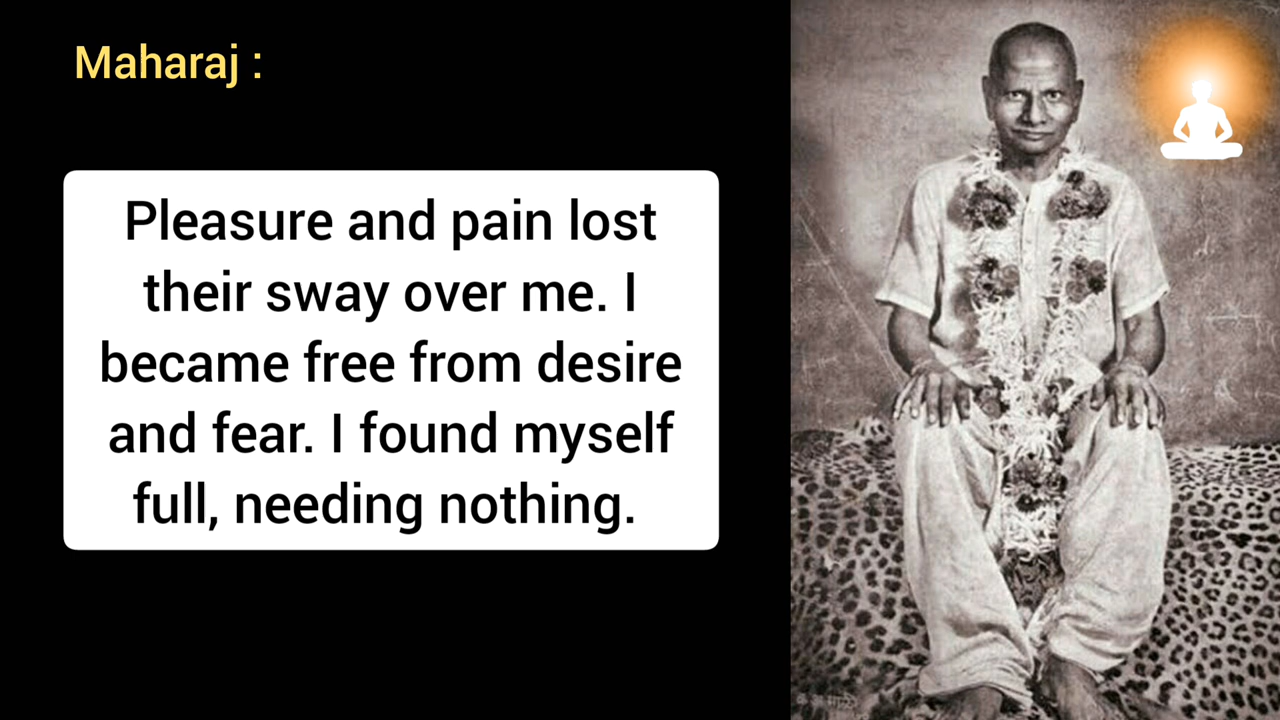 Maharaj :
Pleasure and pain lost
their sway over me. I
became free from desire
and fear. I found myself
full, needing nothing.